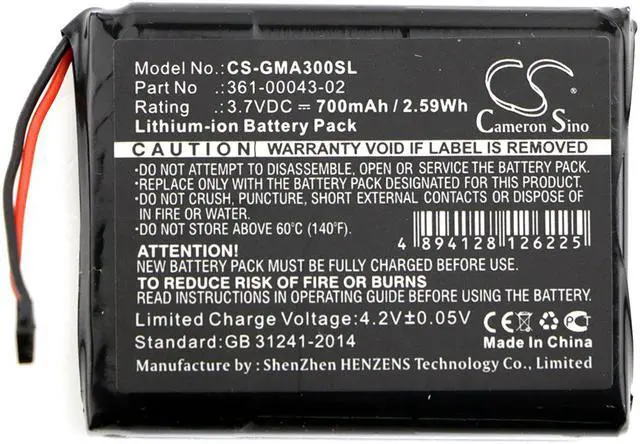 Model No.: CS-GMA300SL
Part No :361-00043-02
Rating :3.7VDC ⎓ 700mAh / 2.59Wh
Lithium-ion Battery Pack
CS
Cameron Sino
CAUTION WARRANTY VOID IF LABEL IS REMOVED
•DO NOT ATTEMPT TO DISASSEMBLE, OPEN OR SERVICE THE BATTERY.
•REPLACE ONLY WITH THE BATTERY DESIGNATED FOR THIS PRODUCT.
•DO NOT CRUSH, PUNCTURE, SHORT EXTERNAL CONTACTS OR DISPOSE OF
IN FIRE OR WATER.
•DO NOT STORE ABOVE 60°C (140°F).
4 894128 126225
ATTENTION!
NEW BATTERY PACK MUST BE FULLY CHARGED BEFORE USE.
TO REDUCE RISK OF FIRE OR BURNS
READ INSTRUCTIONS IN OPERATING MANUAL BEFORE USING BATTERIES.
Limited Charge Voltage:4.2V±0.05V
Standard:GB 31241-2014
CE
Made In China
Manufacture by : ShenZhen HENZENS Technology Co., Limited